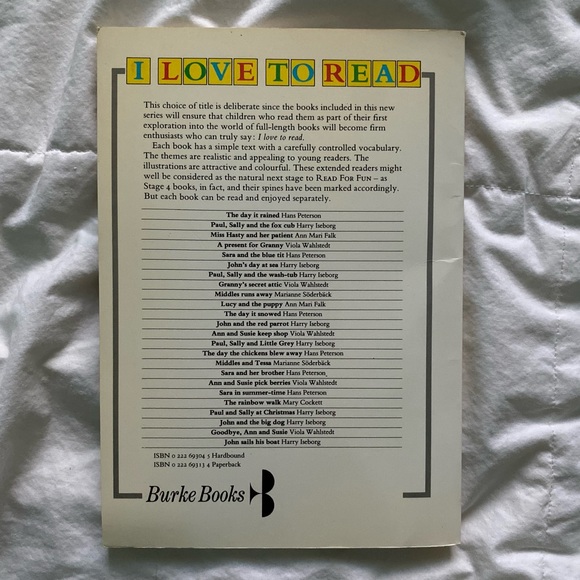 I LOVE TO READ
This choice of title is deliberate since the books included in this new
series will ensure that children who read them as part of their first
exploration into the world of full-length books will become firm
enthusiasts who can truly say: I love to read.
Each book has a simple text with a carefully controlled vocabulary.
The themes are realistic and appealing to young readers. The
illustrations are attractive and colourful. These extended readers might
well be considered as the natural next stage to READ FOR FUN – as
Stage 4 books, in fact, and their spines have been marked accordingly.
But each book can be read and enjoyed separately.
The day it rained Hans Peterson
Paul, Sally and the fox cub Harry Iseborg
Miss Hasty and her patient Ann Mari Falk
A present for Granny Viola Wahlstedt
Sara and the blue tit Hans Peterson
John's day at sea Harry Iseborg
Paul, Sally and the wash-tub Harry Iseborg
Granny's secret attic Viola Wahlstedt
Middles runs away Marianne Söderbäck
Lucy and the puppy Ann Mari Falk
The day it snowed Hans Peterson
John and the red parrot Harry Iseborg
Ann and Susie keep shop Viola Wahlstedt
Paul, Sally and Little Grey Harry Iseborg
The day the chickens blew away Hans Peterson
Middles and Tessa Marianne Söderbäck
Sara and her brother Hans Peterson
Ann and Susie pick berries Viola Wahlstedt
Sara in summer-time Hans Peterson
The rainbow walk Mary Cockett
Paul and Sally at Christmas Harry Iseborg
John and the big dog Harry Iseborg
Goodbye, Ann and Susie Viola Wahlstedt
John sails his boat Harry Iseborg
ISBN 0 222 69304 5 Hardbound
ISBN 0 222 69313 4 Paperback
Burke Books